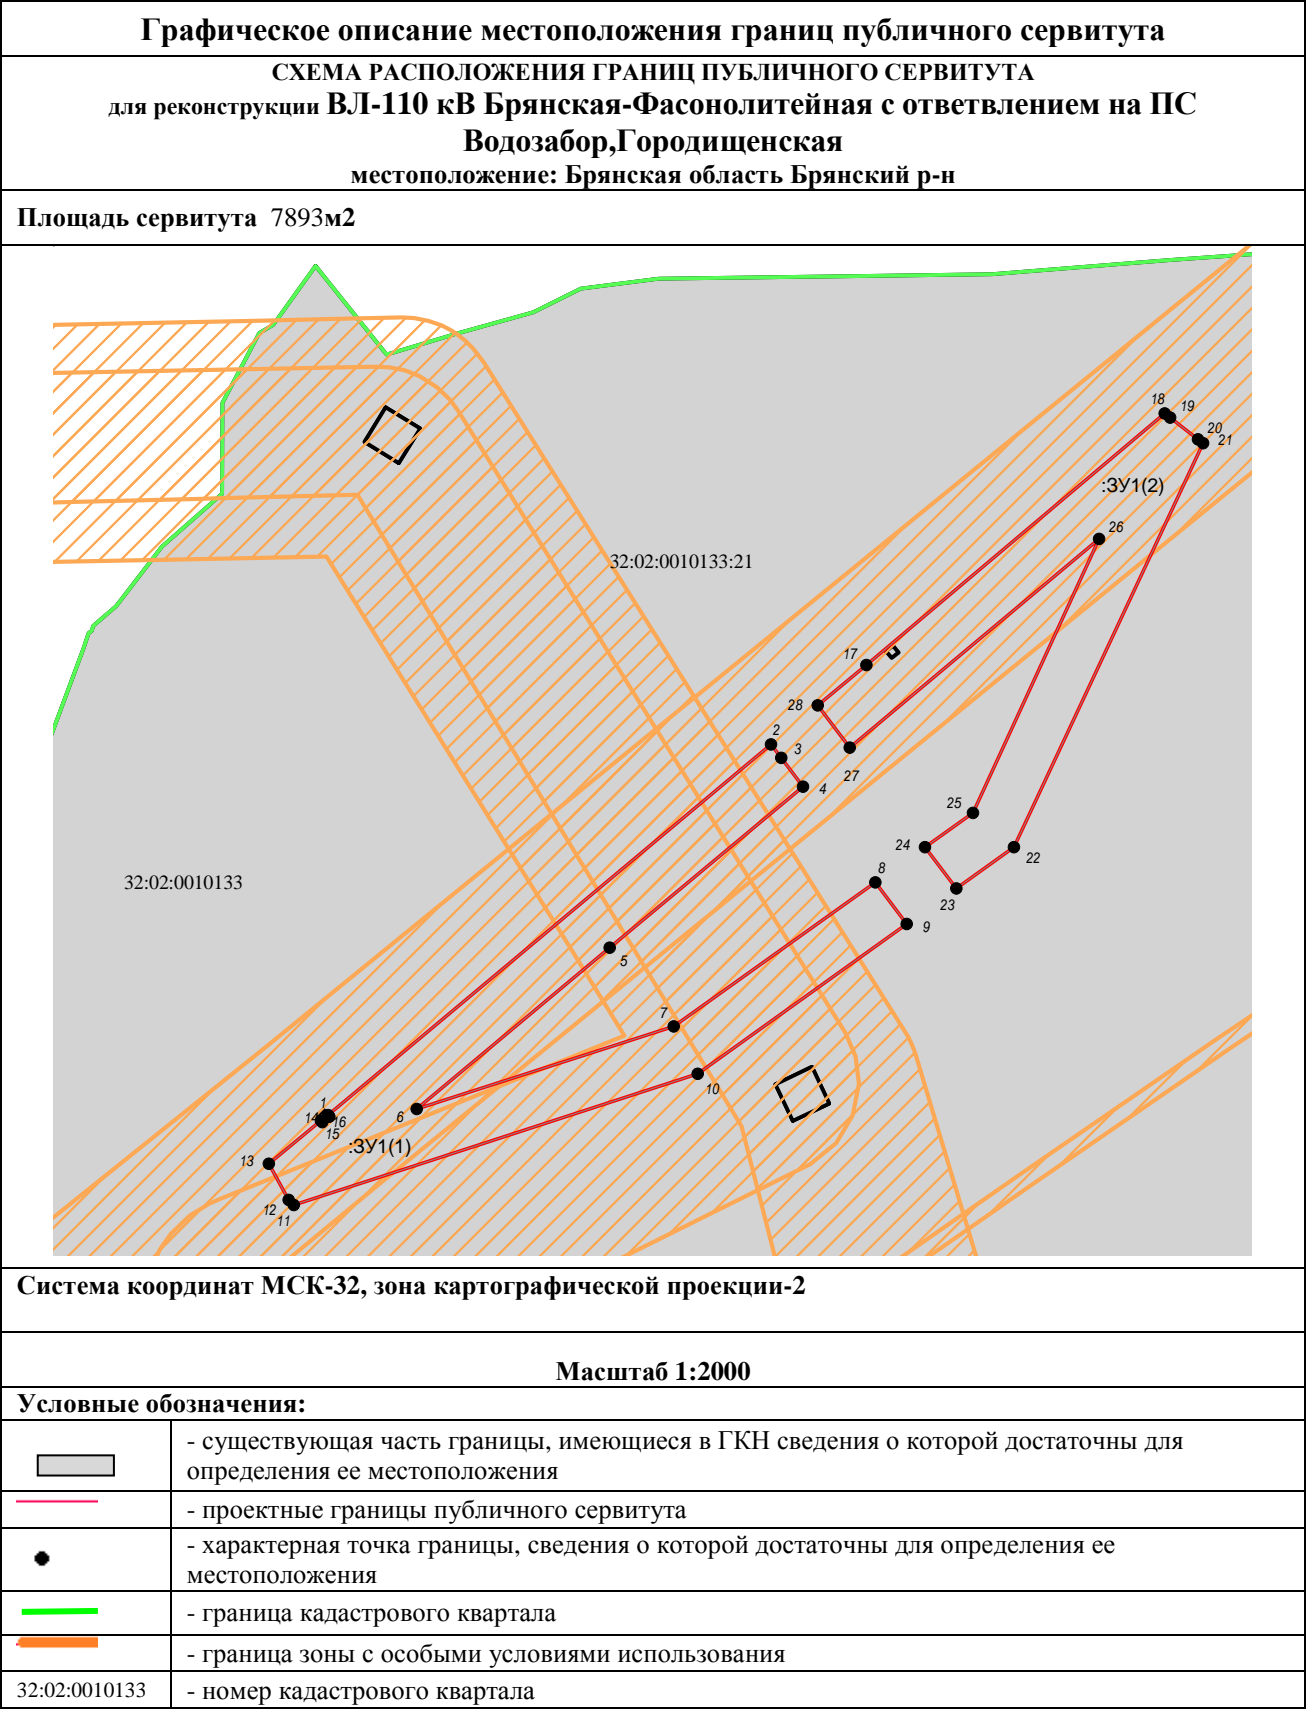 Графическое описание местоположения границ публичного сервитута
СХЕМА РАСПОЛОЖЕНИЯ ГРАНИЦ ПУБЛИЧНОГО СЕРВИТУТА
для реконструкции ВЛ-110 кВ Брянская-Фасонолитейная с ответвлением на ПС
Водозабор,Городищенская
местоположение: Брянская область Брянский р-н
Площадь сервитута 7893м2
18
19
20
21
:ЗУ1(2)
26
32:02:0010133:21
17
28
2
3
27
4
25
24
22
8
32:02:0010133
23
9
5
7
10
1
14
16
6
15
:ЗУ1(1)
13
12
11
Система координат МСК-32, зона картографической проекции-2
Масштаб 1:2000
Условные обозначения:
- существующая часть границы, имеющиеся в ГКН сведения о которой достаточны для
определения ее местоположения
- проектные границы публичного сервитута
- характерная точка границы, сведения о которой достаточны для определения ее
местоположения
- граница кадастрового квартала
- граница зоны с особыми условиями использования
32:02:0010133 - номер кадастрового квартала